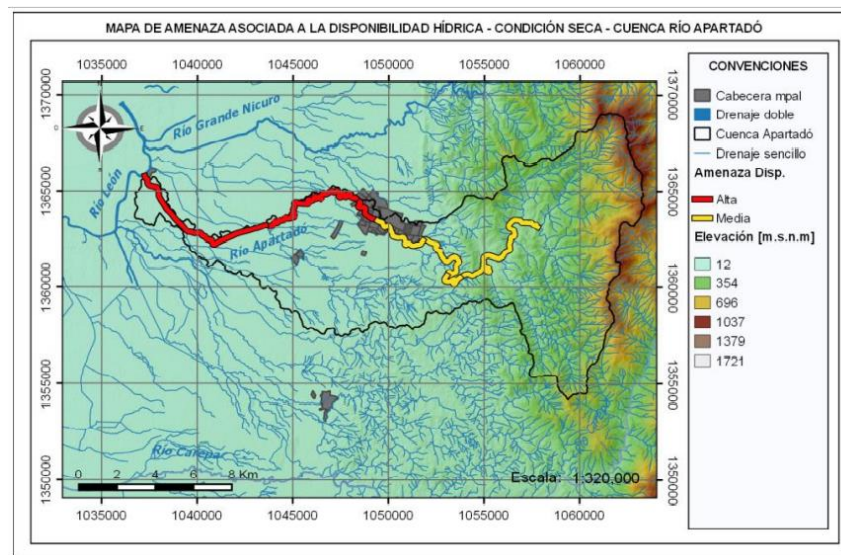 MAPA DE AMENAZA ASOCIADA A LA DISPONIBILIDAD HÍDRICA - CONDICIÓN SECA - CUENCA RÍO APARTADÓ
1035000 1040000 1045000 1050000 1055000 1060000
1370000
1365000
1360000
1355000
1350000
Río Grande Nicuro
Río León
Río Apartadó
Río Carepa
0 2 4 6 8 Km
Escala: 1:320,000
1370000
1365000
1360000
1355000
1350000
1035000 1040000 1045000 1050000 1055000 1060000
CONVENCIONES
Cabecera mpal
Drenaje doble
Cuenca Apartadó
Drenaje sencillo
Amenaza Disp.
Alta
Media
Elevación [m.s.n.m]
12
354
696
1037
1379
1721